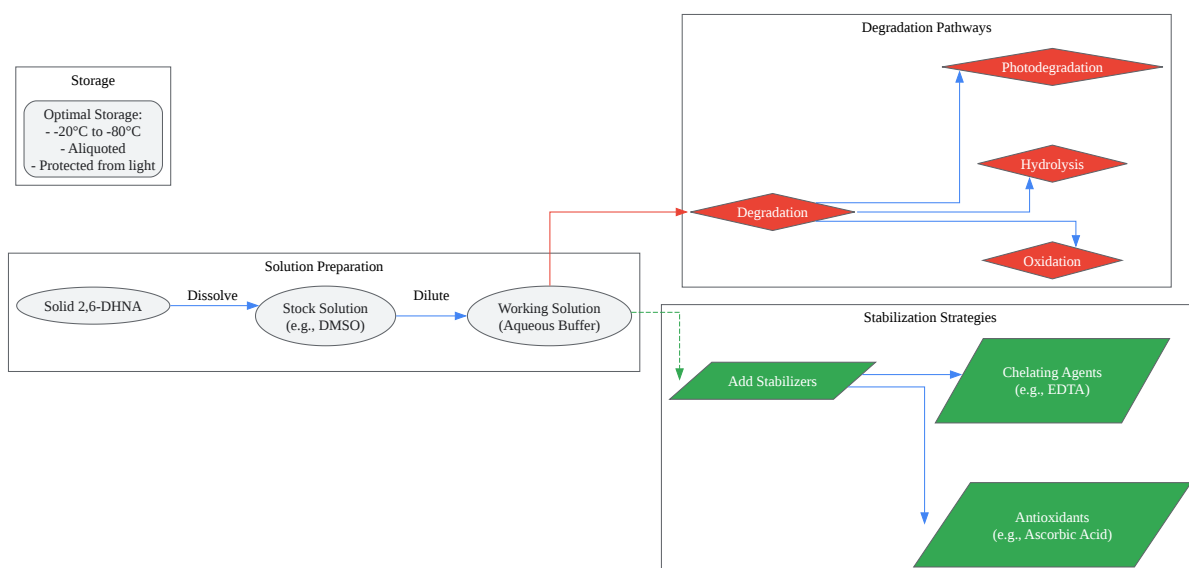 Storage
Optimal Storage:
- -20°C to -80°C
- Aliquoted
- Protected from light
Solution Preparation
Solid 2,6-DHNA
Dissolve
Stock Solution
(e.g., DMSO)
Dilute
Working Solution
(Aqueous Buffer)
Degradation Pathways
Photodegradation
Hydrolysis
Degradation
Oxidation
Stabilization Strategies
Add Stabilizers
Chelating Agents
(e.g., EDTA)
Antioxidants
(e.g., Ascorbic Acid)